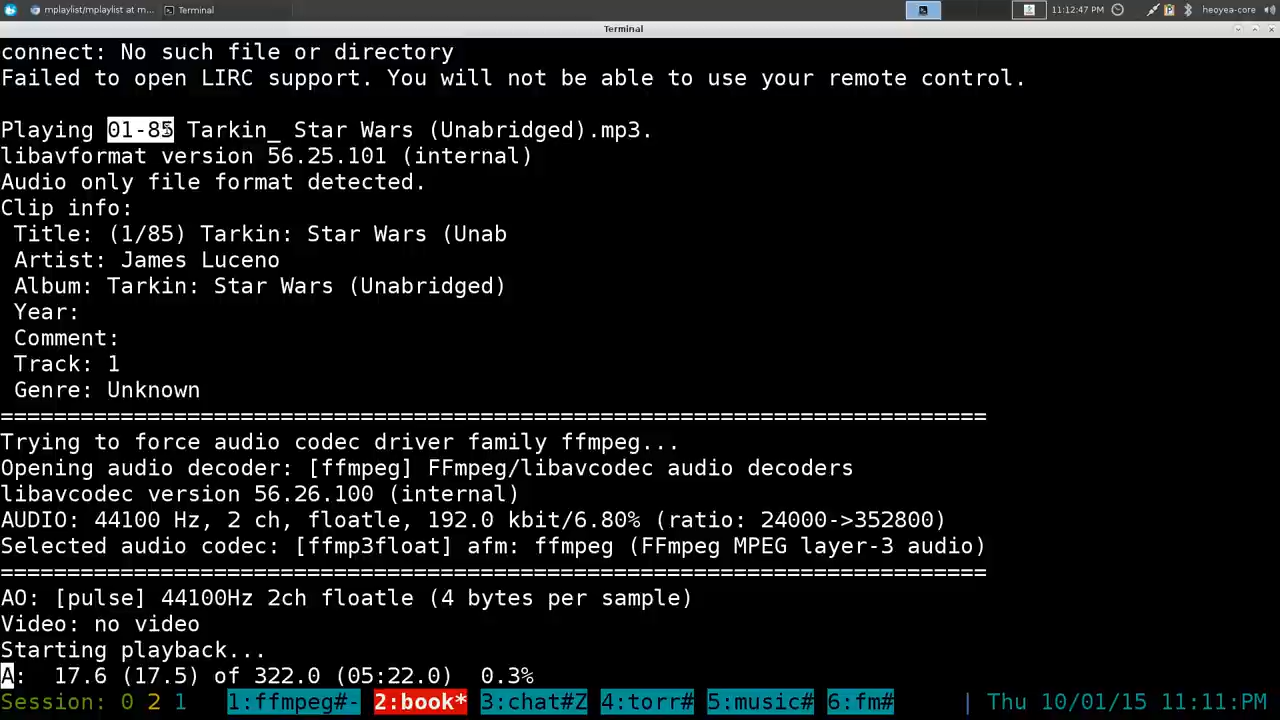 mplaylist/mplaylist at m... Terminal 11:12:47 PM heoyea-core
Terminal
connect: No such file or directory
Failed to open LIRC support. You will not be able to use your remote control.
Playing 01-85 Tarkin_ Star Wars (Unabridged).mp3.
libavformat version 56.25.101 (internal)
Audio only file format detected.
Clip info:
Title: (1/85) Tarkin: Star Wars (Unab
Artist: James Luceno
Album: Tarkin: Star Wars (Unabridged)
Year:
Comment:
Track: 1
Genre: Unknown
==========================================================================
Trying to force audio codec driver family ffmpeg...
Opening audio decoder: [ffmpeg] FFmpeg/libavcodec audio decoders
libavcodec version 56.26.100 (internal)
AUDIO: 44100 Hz, 2 ch, floatle, 192.0 kbit/6.80% (ratio: 24000->352800)
Selected audio codec: [ffmp3float] afm: ffmpeg (FFmpeg MPEG layer-3 audio)
==========================================================================
AO: [pulse] 44100Hz 2ch floatle (4 bytes per sample)
Video: no video
Starting playback...
A: 17.6 (17.5) of 322.0 (05:22.0) 0.3%
Session: 0 2 1 1:ffmpeg#- 2:book* 3:chat#Z 4:torr# 5:music# 6:fm# | Thu 10/01/15 11:11:PM